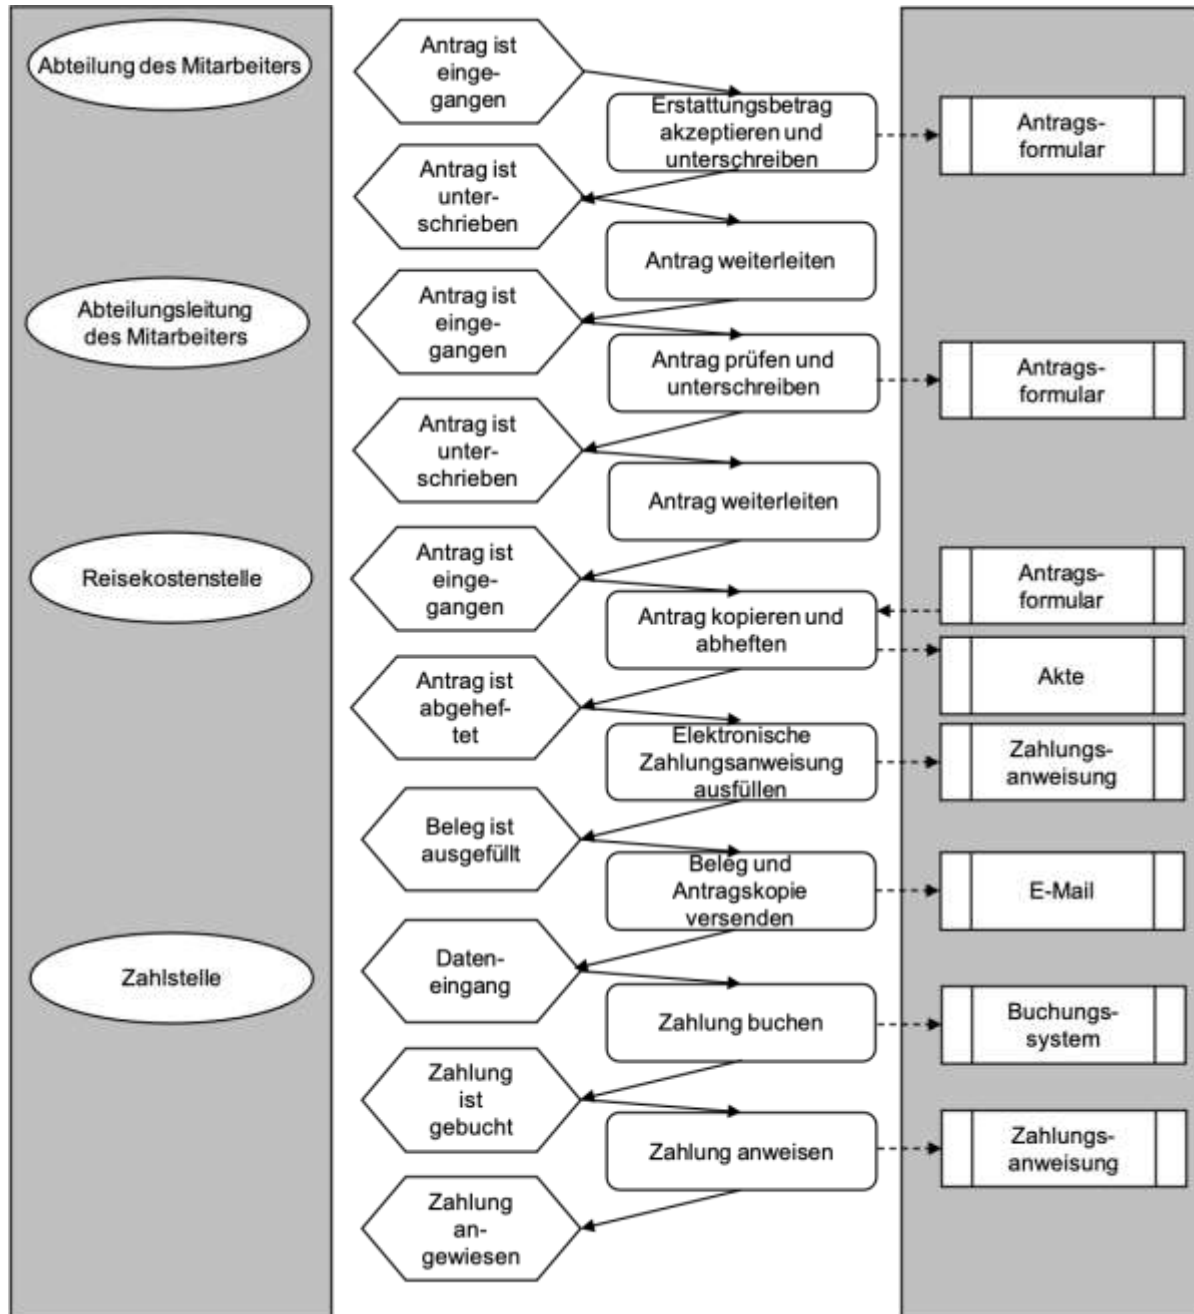 Abteilung des Mitarbeiters
Antrag ist
einge-
gangen
Erstattungsbetrag
akzeptieren und
unterschreiben
Antrags-
formular
Antrag ist
unter-
schrieben
Antrag weiterleiten
Abteilungsleitung
des Mitarbeiters
Antrag ist
einge-
gangen
Antrag prüfen und
unterschreiben
Antrags-
formular
Antrag ist
unter-
schrieben
Antrag weiterleiten
Reisekostenstelle
Antrag ist
einge-
gangen
Antrag kopieren und
abheften
Antrags-
formular
Akte
Antrag ist
abgehef-
tet
Elektronische
Zahlungsanweisung
ausfüllen
Zahlungs-
anweisung
Beleg ist
ausgefüllt
Beleg und
Antragskopie
versenden
E-Mail
Zahlstelle
Daten-
eingang
Zahlung buchen
Buchungs-
system
Zahlung
ist
gebucht
Zahlung anweisen
Zahlungs-
anweisung
Zahlung
an-
gewiesen